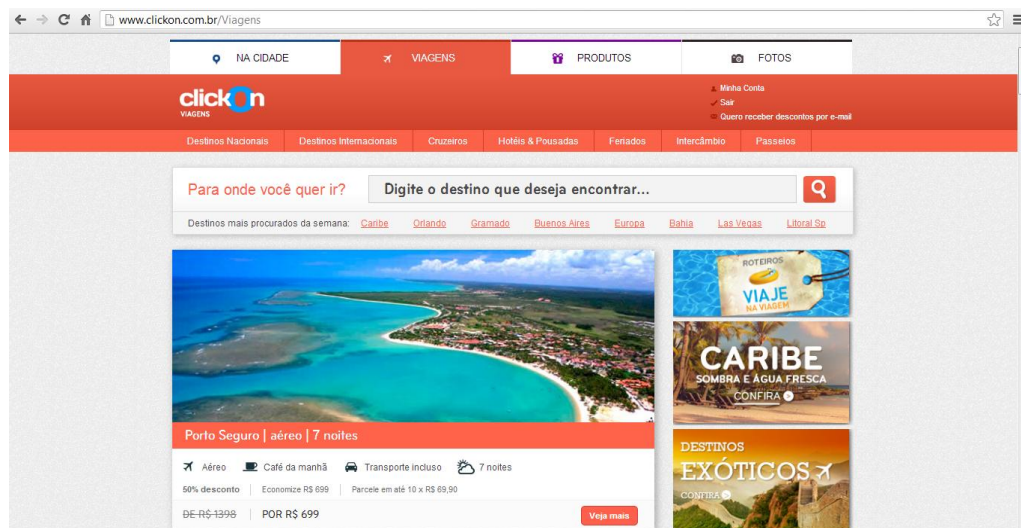 www.clickon.com.br/Viagens
NA CIDADE
VIAGENS
PRODUTOS
FOTOS
clickOn
VIAGENS
Minha Conta
Sair
Quero receber descontos por e-mail
Destinos Nacionais
Destinos Internacionais
Cruzeiros
Hotéis & Pousadas
Feriados
Intercâmbio
Passeios
Para onde você quer ir?
Digite o destino que deseja encontrar...
Destinos mais procurados da semana: Caribe Orlando Gramado Buenos Aires Europa Bahia Las Vegas Litoral Sp
ROTEIROS
VIAJE
NA VIAGEM
CARIBE
SOMBRA E ÁGUA FRESCA
CONFIRA
Porto Seguro | aéreo | 7 noites
Aéreo Café da manhã Transporte incluso 7 noites
50% desconto Economize R$ 699 Parcele em até 10 x R$ 69,90
DE R$ 1398 POR R$ 699
Veja mais
DESTINOS
EXÓTICOS
CONFIRA